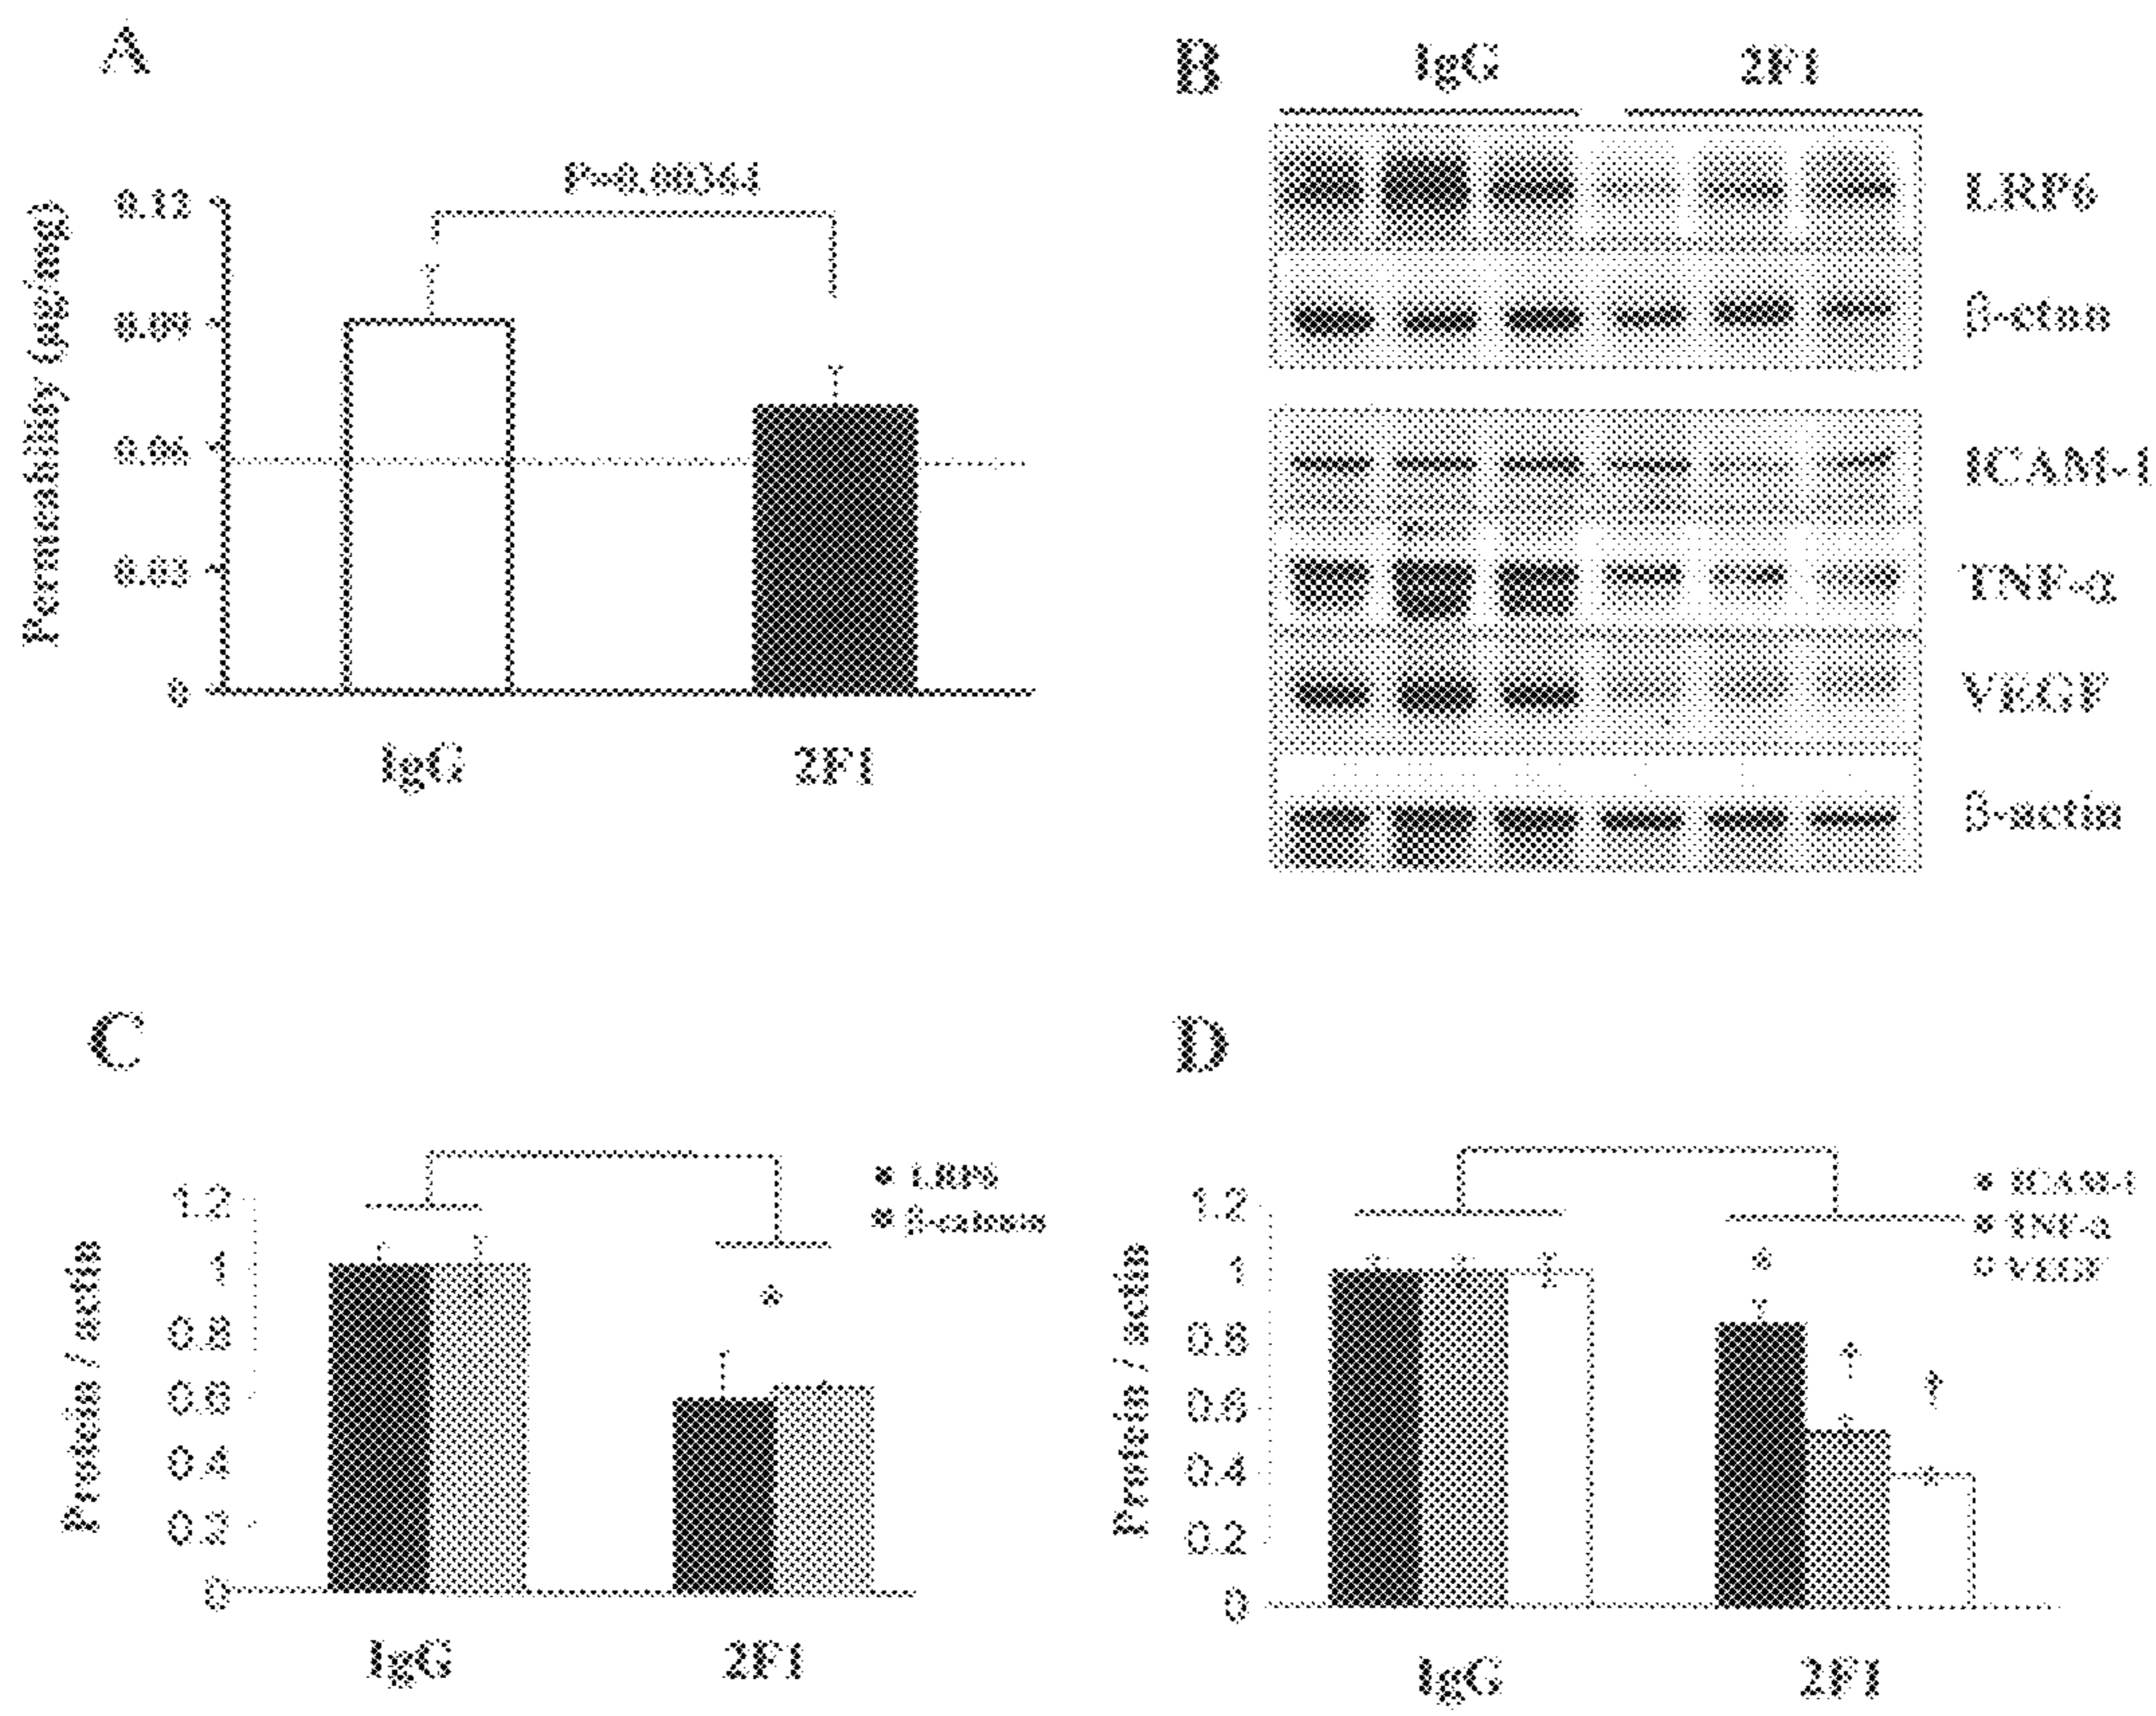 A
P=0.00364
Permeability (µg/mg)
0.12
0.09
0.06
0.03
0
IgG
2F1
B
IgG
2F1
LRP6
ICAM-1
TNF-α
VEGF
β-actin
C
Protein / actin
1.2
1
0.8
0.6
0.4
0.2
0
LRP6
β-catenin
IgG
2F1
D
Protein / actin
1.2
1
0.8
0.6
0.4
0.2
0
ICAM-1
TNF-α
VEGF
*
*
†
‡
IgG
2F1